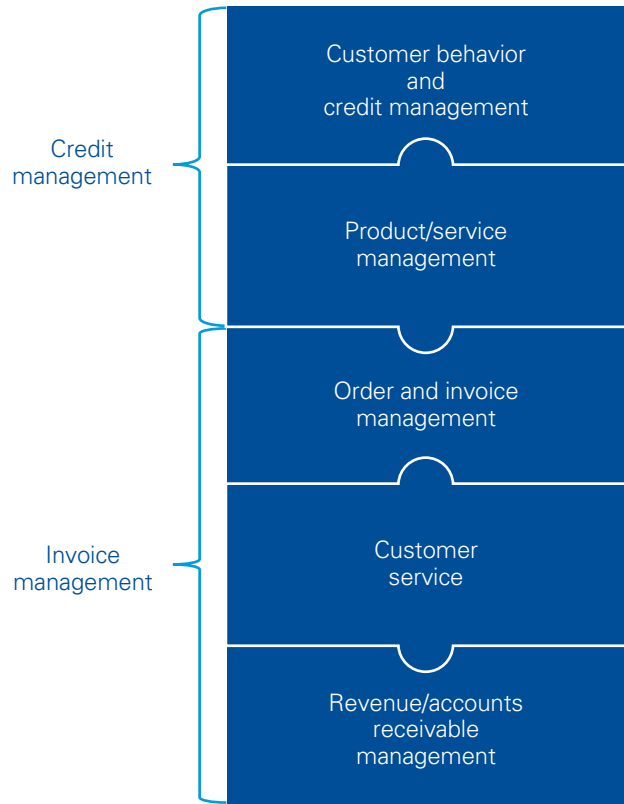 Customer behavior
and
credit management
Credit
management
Product/service
management
Order and invoice
management
Invoice
management
Customer
service
Revenue/accounts
receivable
management